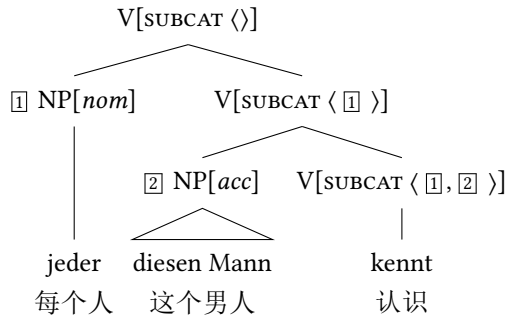 V[SUBCAT ⟨⟩]
1 NP[nom] V[SUBCAT ⟨ 1 ⟩]
2 NP[acc] V[SUBCAT ⟨ 1, 2 ⟩]
jeder diesen Mann kennt
每个人 这个男人 认识